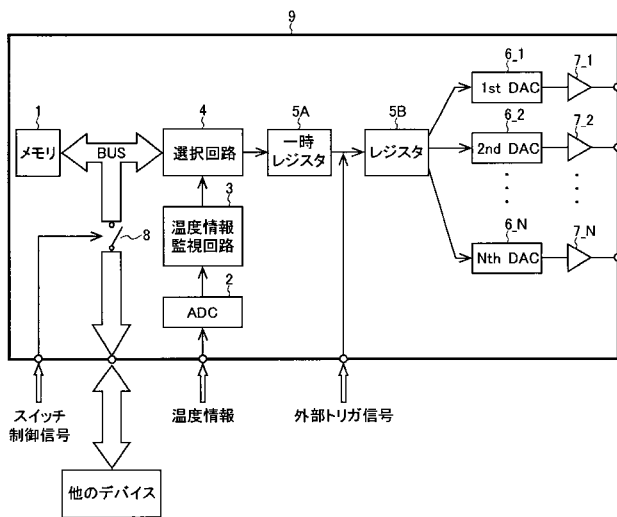 9
1
メモリ
BUS
4
選択回路
5A
一時
レジスタ
5B
レジスタ
6_1
1st DAC
7_1
6_2
2nd DAC
7_2
6_N
Nth DAC
7_N
3
温度情報
監視回路
8
2
ADC
スイッチ
制御信号
温度情報
外部トリガ信号
他のデバイス